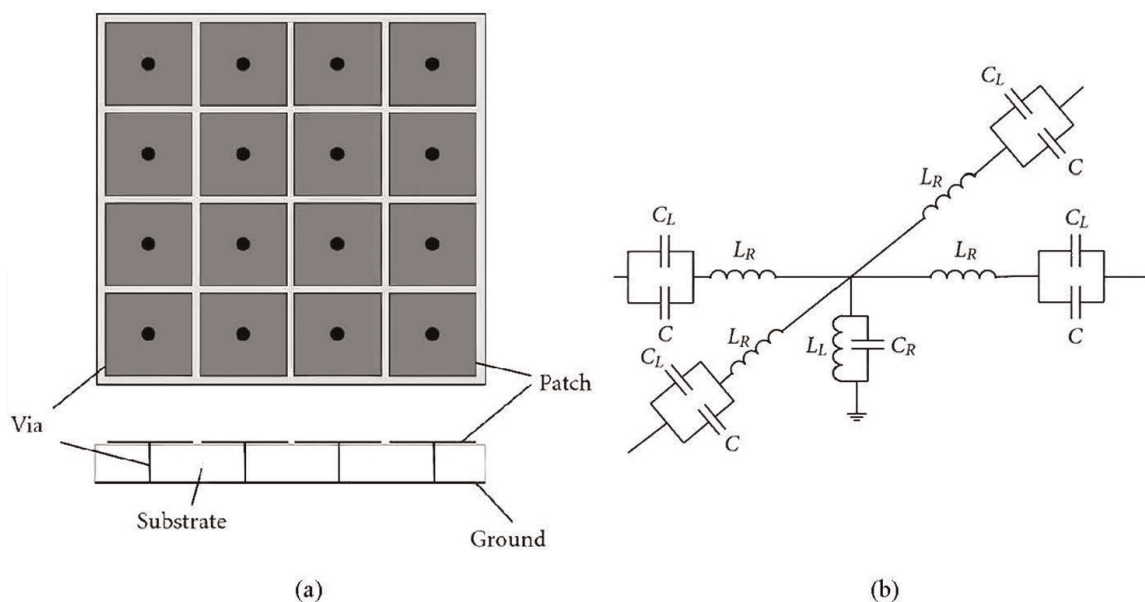 Via
Patch
Substrate
Ground
(a)
C_L
C
L_R
C_L
L_R
C
L_R
C_L
C
L_R
C_L
C
L_L
C_R
(b)